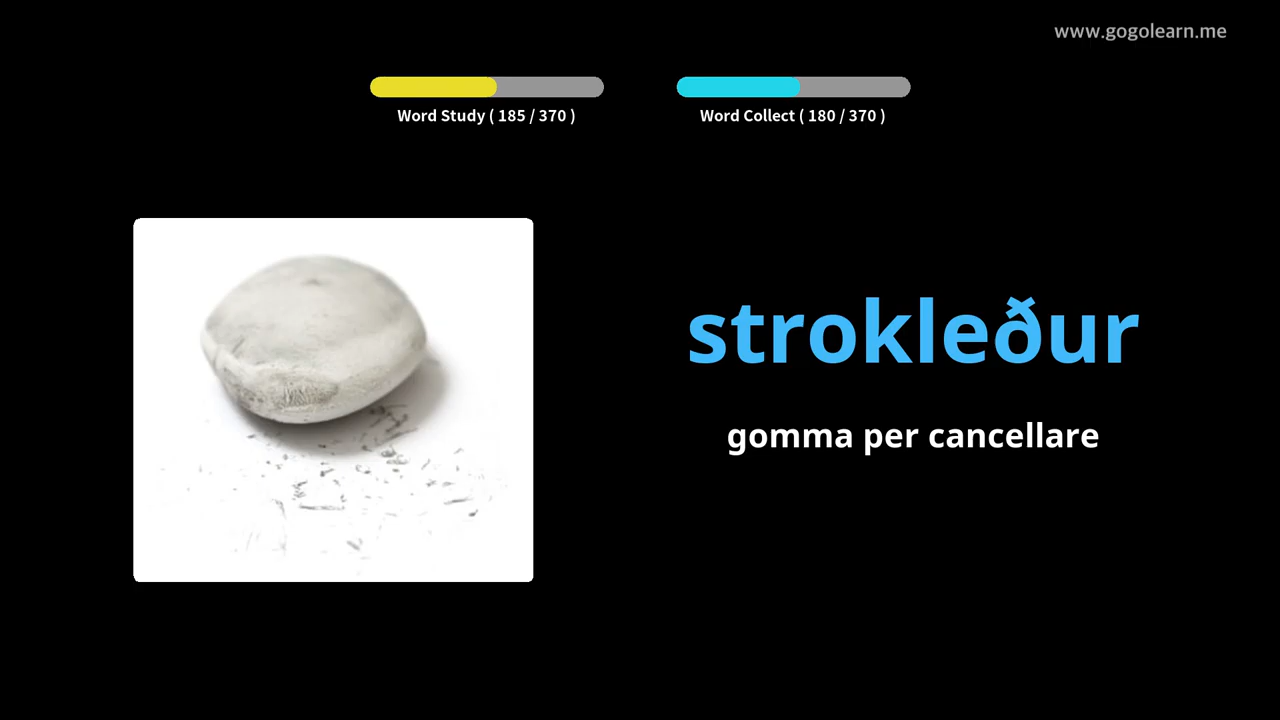 www.gogolearn.me
Word Study ( 185 / 370 )
Word Collect ( 180 / 370 )
strokleður
gomma per cancellare